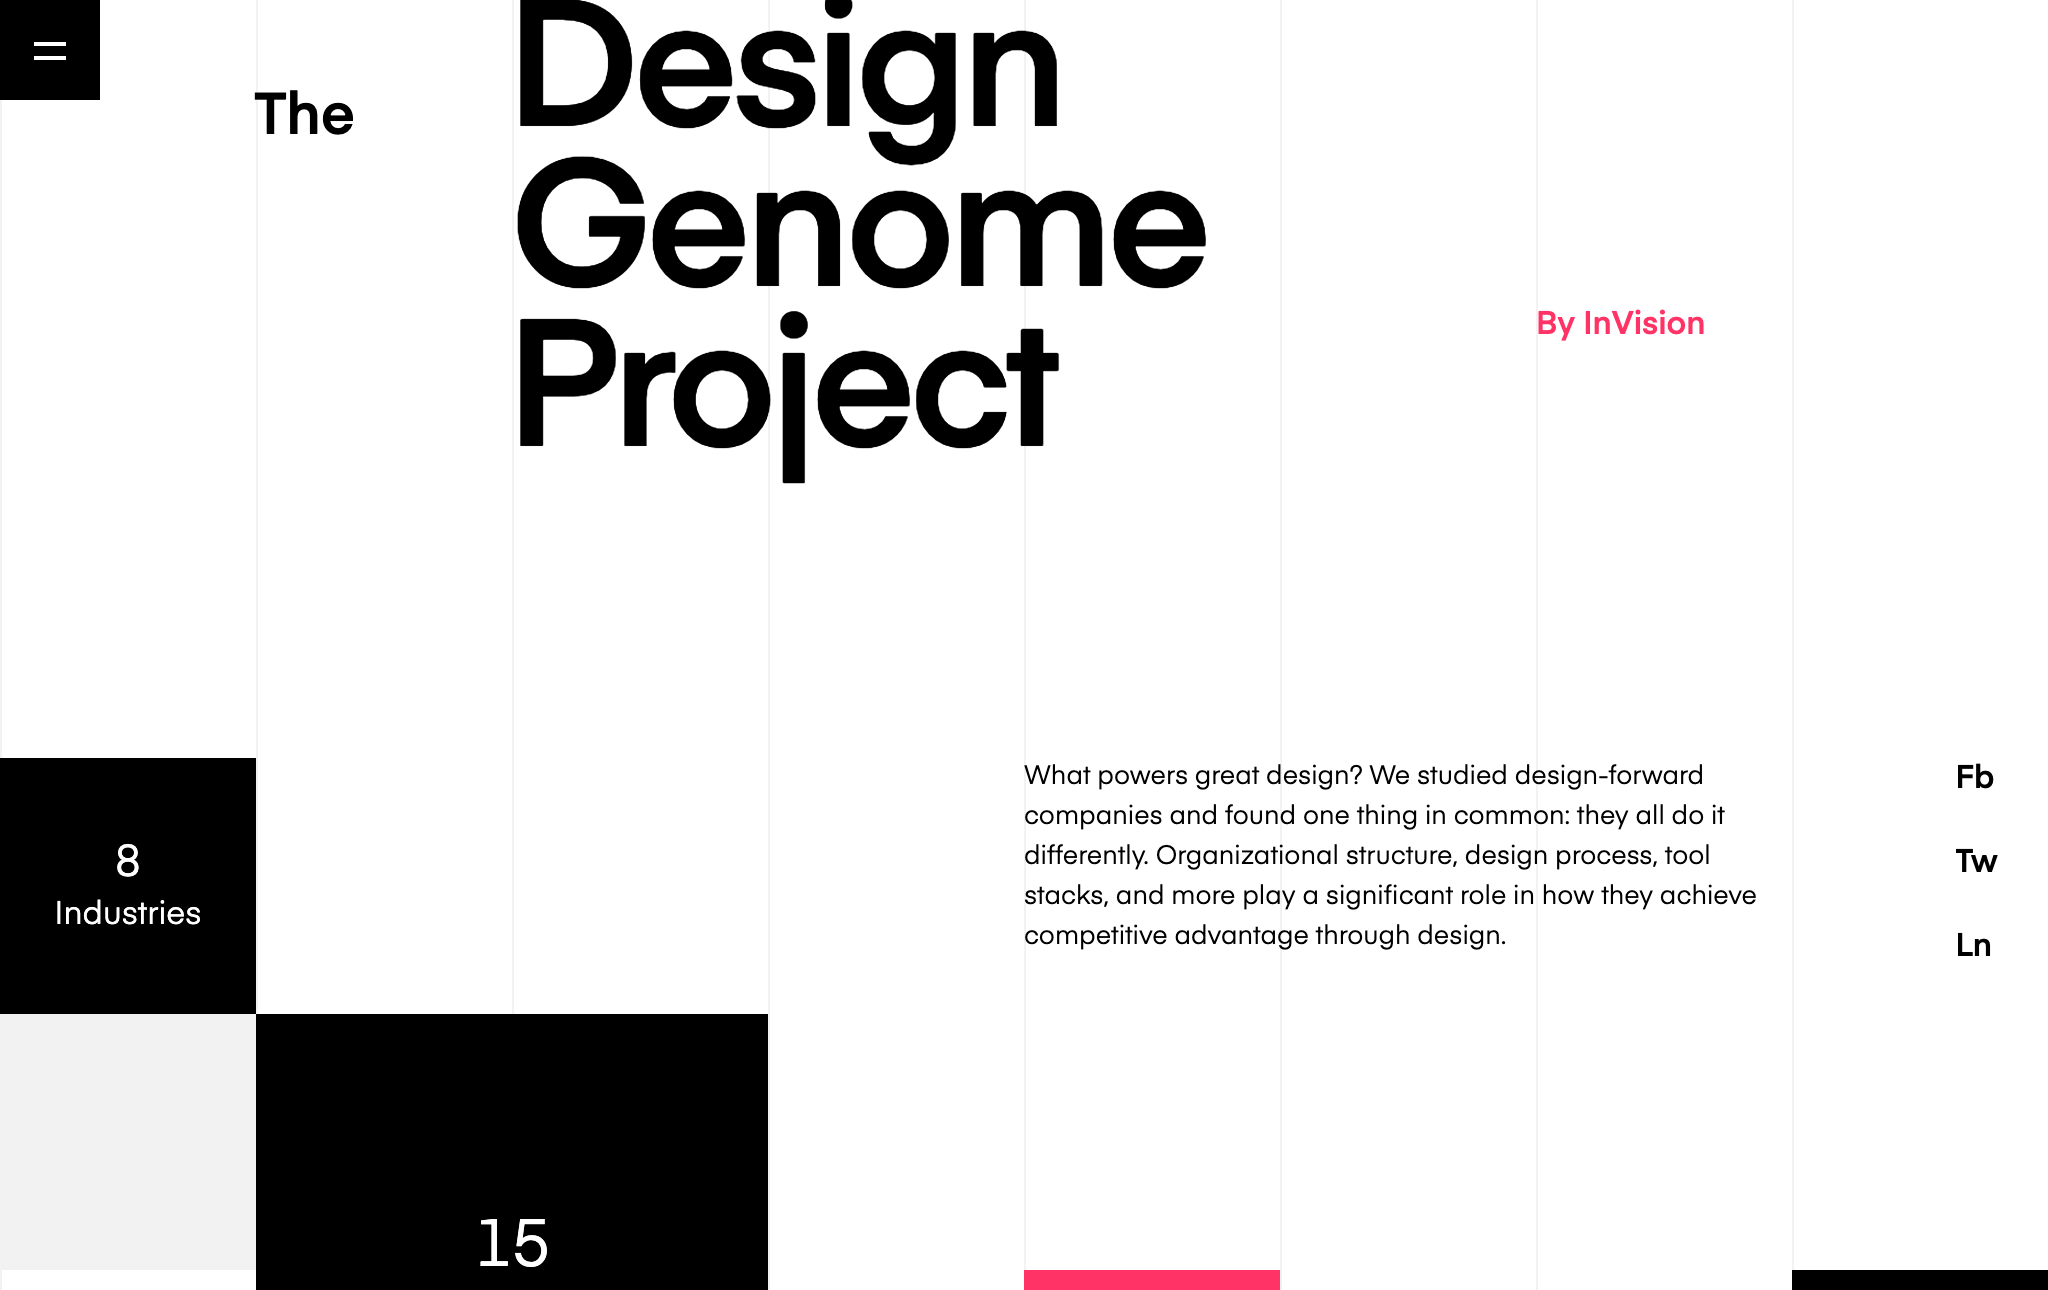 The
Design
Genome
Project
By InVision
What powers great design? We studied design-forward
companies and found one thing in common: they all do it
differently. Organizational structure, design process, tool
stacks, and more play a significant role in how they achieve
competitive advantage through design.
Fb
Tw
Ln
8
Industries
15